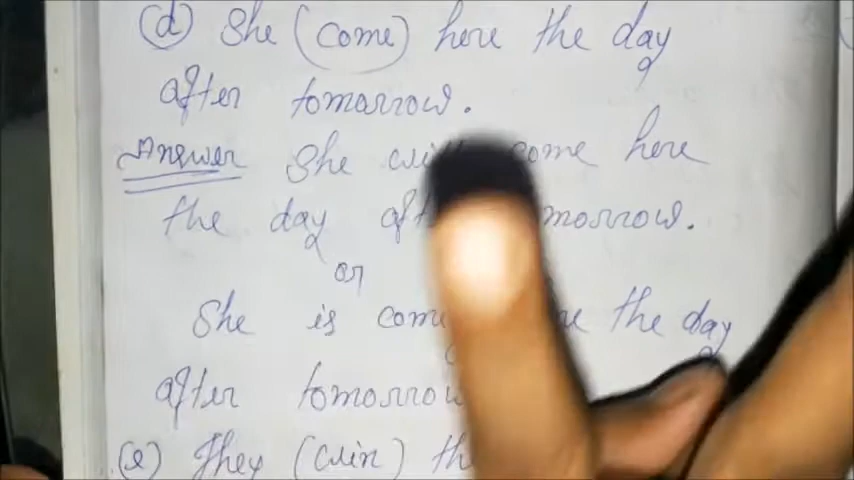 (d) She (come) here the day
after tomorrow.
Answer She come here
the day
or
She is the day
after tomorrow
(e) They (win)